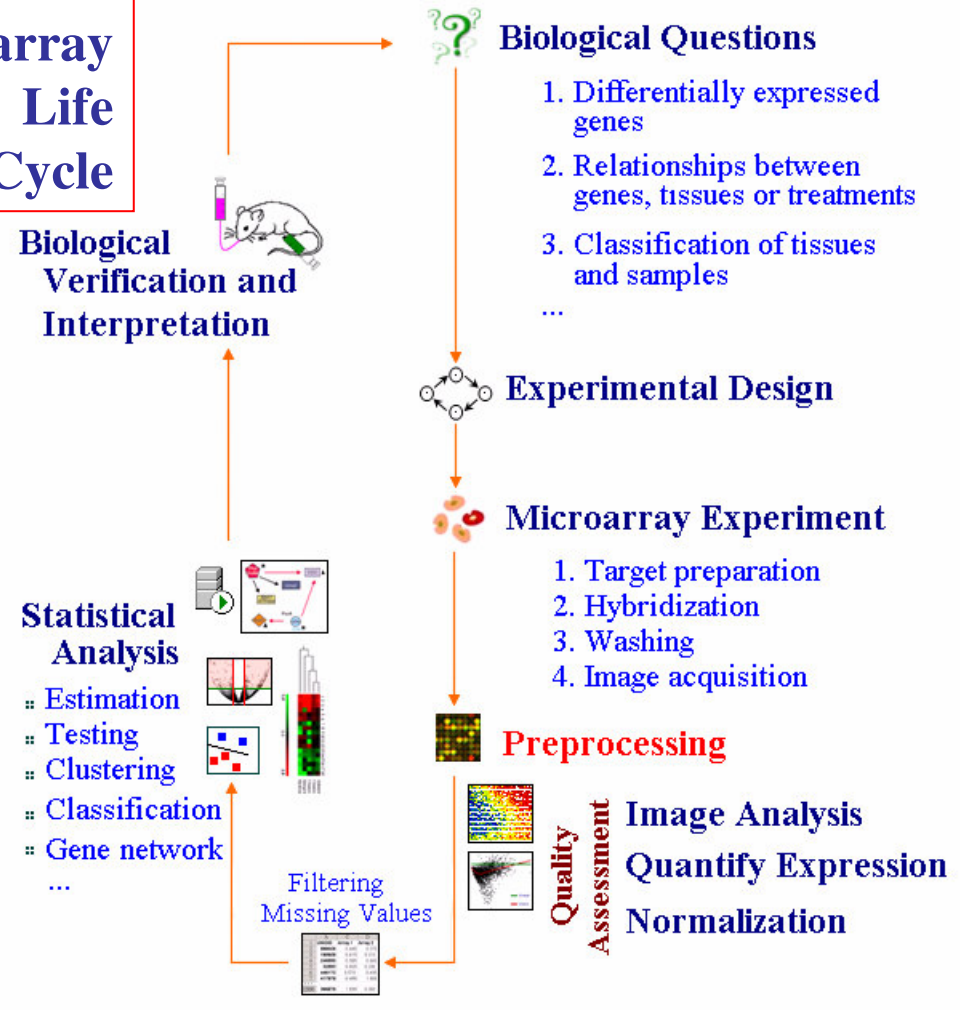 array
Life
Cycle
Biological Questions
1. Differentially expressed
genes
2. Relationships between
genes, tissues or treatments
3. Classification of tissues
and samples
...
Experimental Design
Microarray Experiment
1. Target preparation
2. Hybridization
3. Washing
4. Image acquisition
Preprocessing
Quality
Assessment
Image Analysis
Quantify Expression
Normalization
Filtering
Missing Values
Statistical
Analysis
:: Estimation
:: Testing
:: Clustering
:: Classification
:: Gene network
...
Biological
Verification and
Interpretation